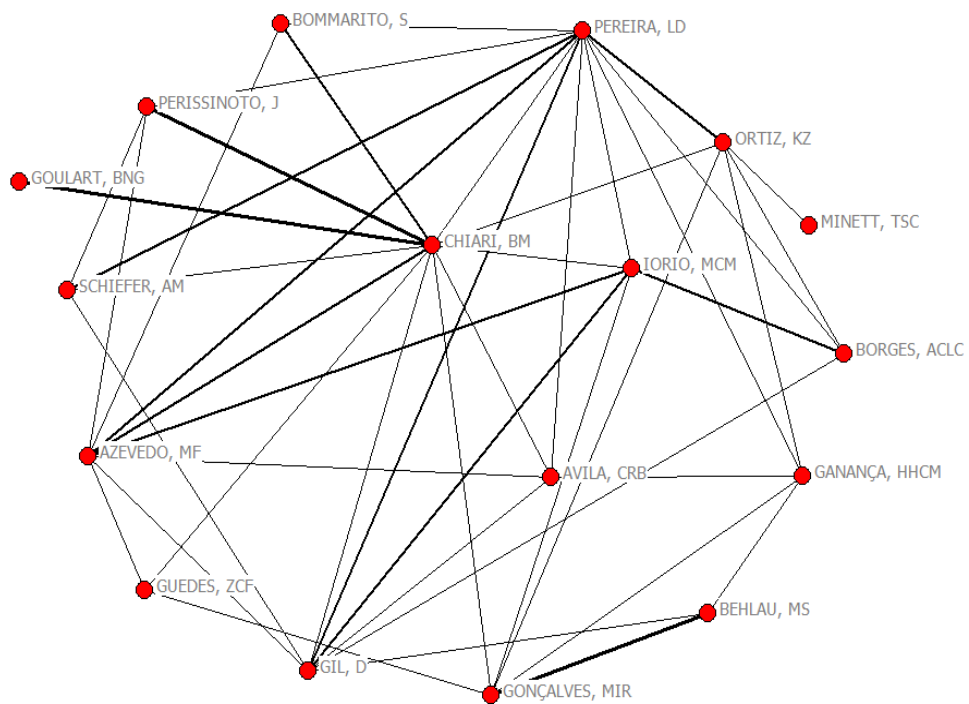 BOMMARITO, S
PEREIRA, LD
PERISSINOTO, J
ORTIZ, KZ
GOULART, BNG
MINETT, TSC
CHIARI, BM
IORIO, MCM
SCHIEFER, AM
BORGES, ACLC
AZEVEDO, MF
AVILA, CRB
GANANÇA, HHCM
GUEDES, ZCF
BEHLAU, MS
GIL, D
GONÇALVES, MIR